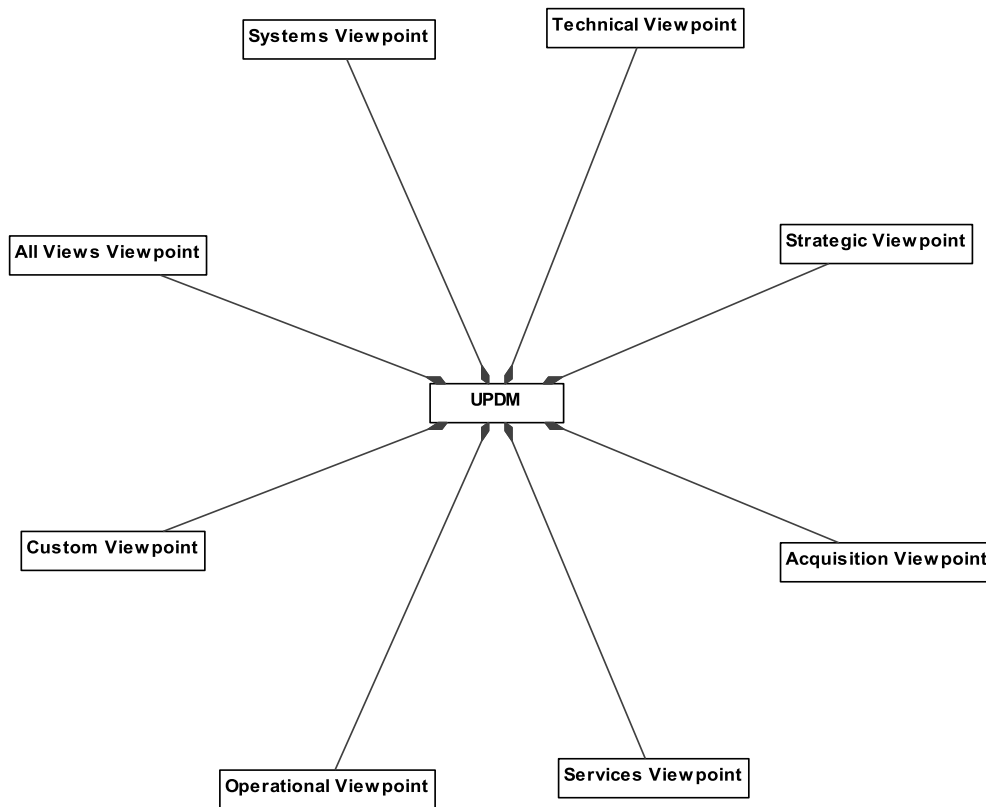 Technical Viewpoint
Systems Viewpoint
Strategic Viewpoint
All Views Viewpoint
UPDM
Custom Viewpoint
Acquisition Viewpoint
Services Viewpoint
Operational Viewpoint